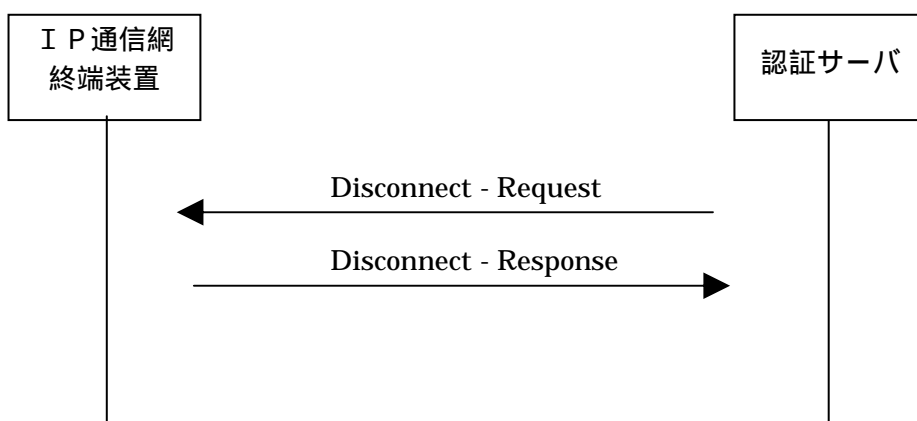 ＩＰ通信網
終端装置
認証サーバ
Disconnect - Request
Disconnect - Response